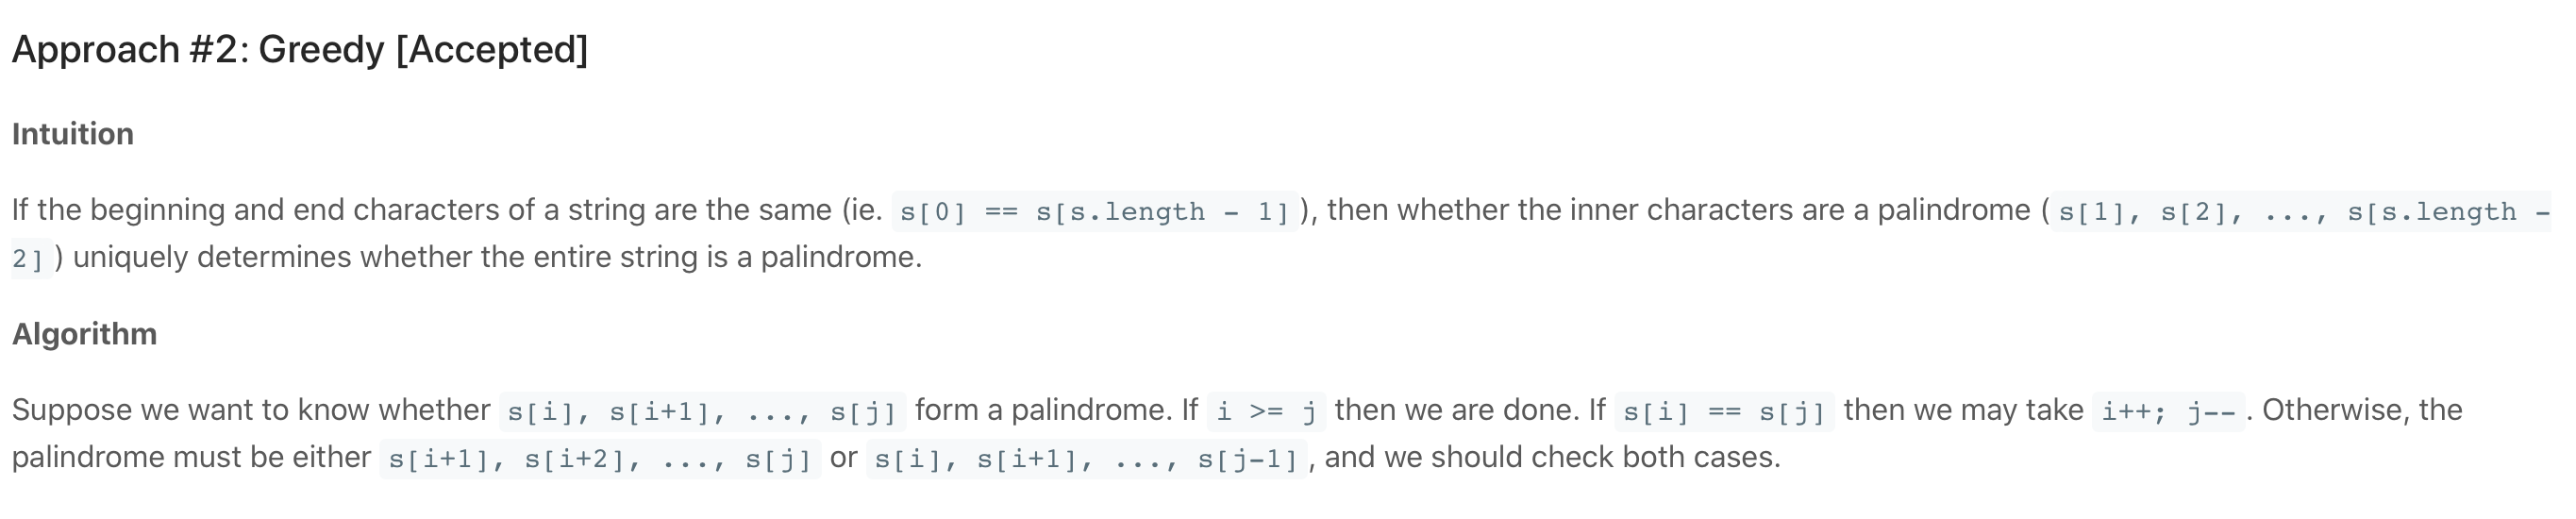 Approach #2: Greedy [Accepted]
Intuition
If the beginning and end characters of a string are the same (ie. s[0] == s[s.length - 1]), then whether the inner characters are a palindrome (s[1], s[2], ..., s[s.length -
2]) uniquely determines whether the entire string is a palindrome.
Algorithm
Suppose we want to know whether s[i], s[i+1], ..., s[j] form a palindrome. If i >= j then we are done. If s[i] == s[j] then we may take i++; j--. Otherwise, the
palindrome must be either s[i+1], s[i+2], ..., s[j] or s[i], s[i+1], ..., s[j-1], and we should check both cases.